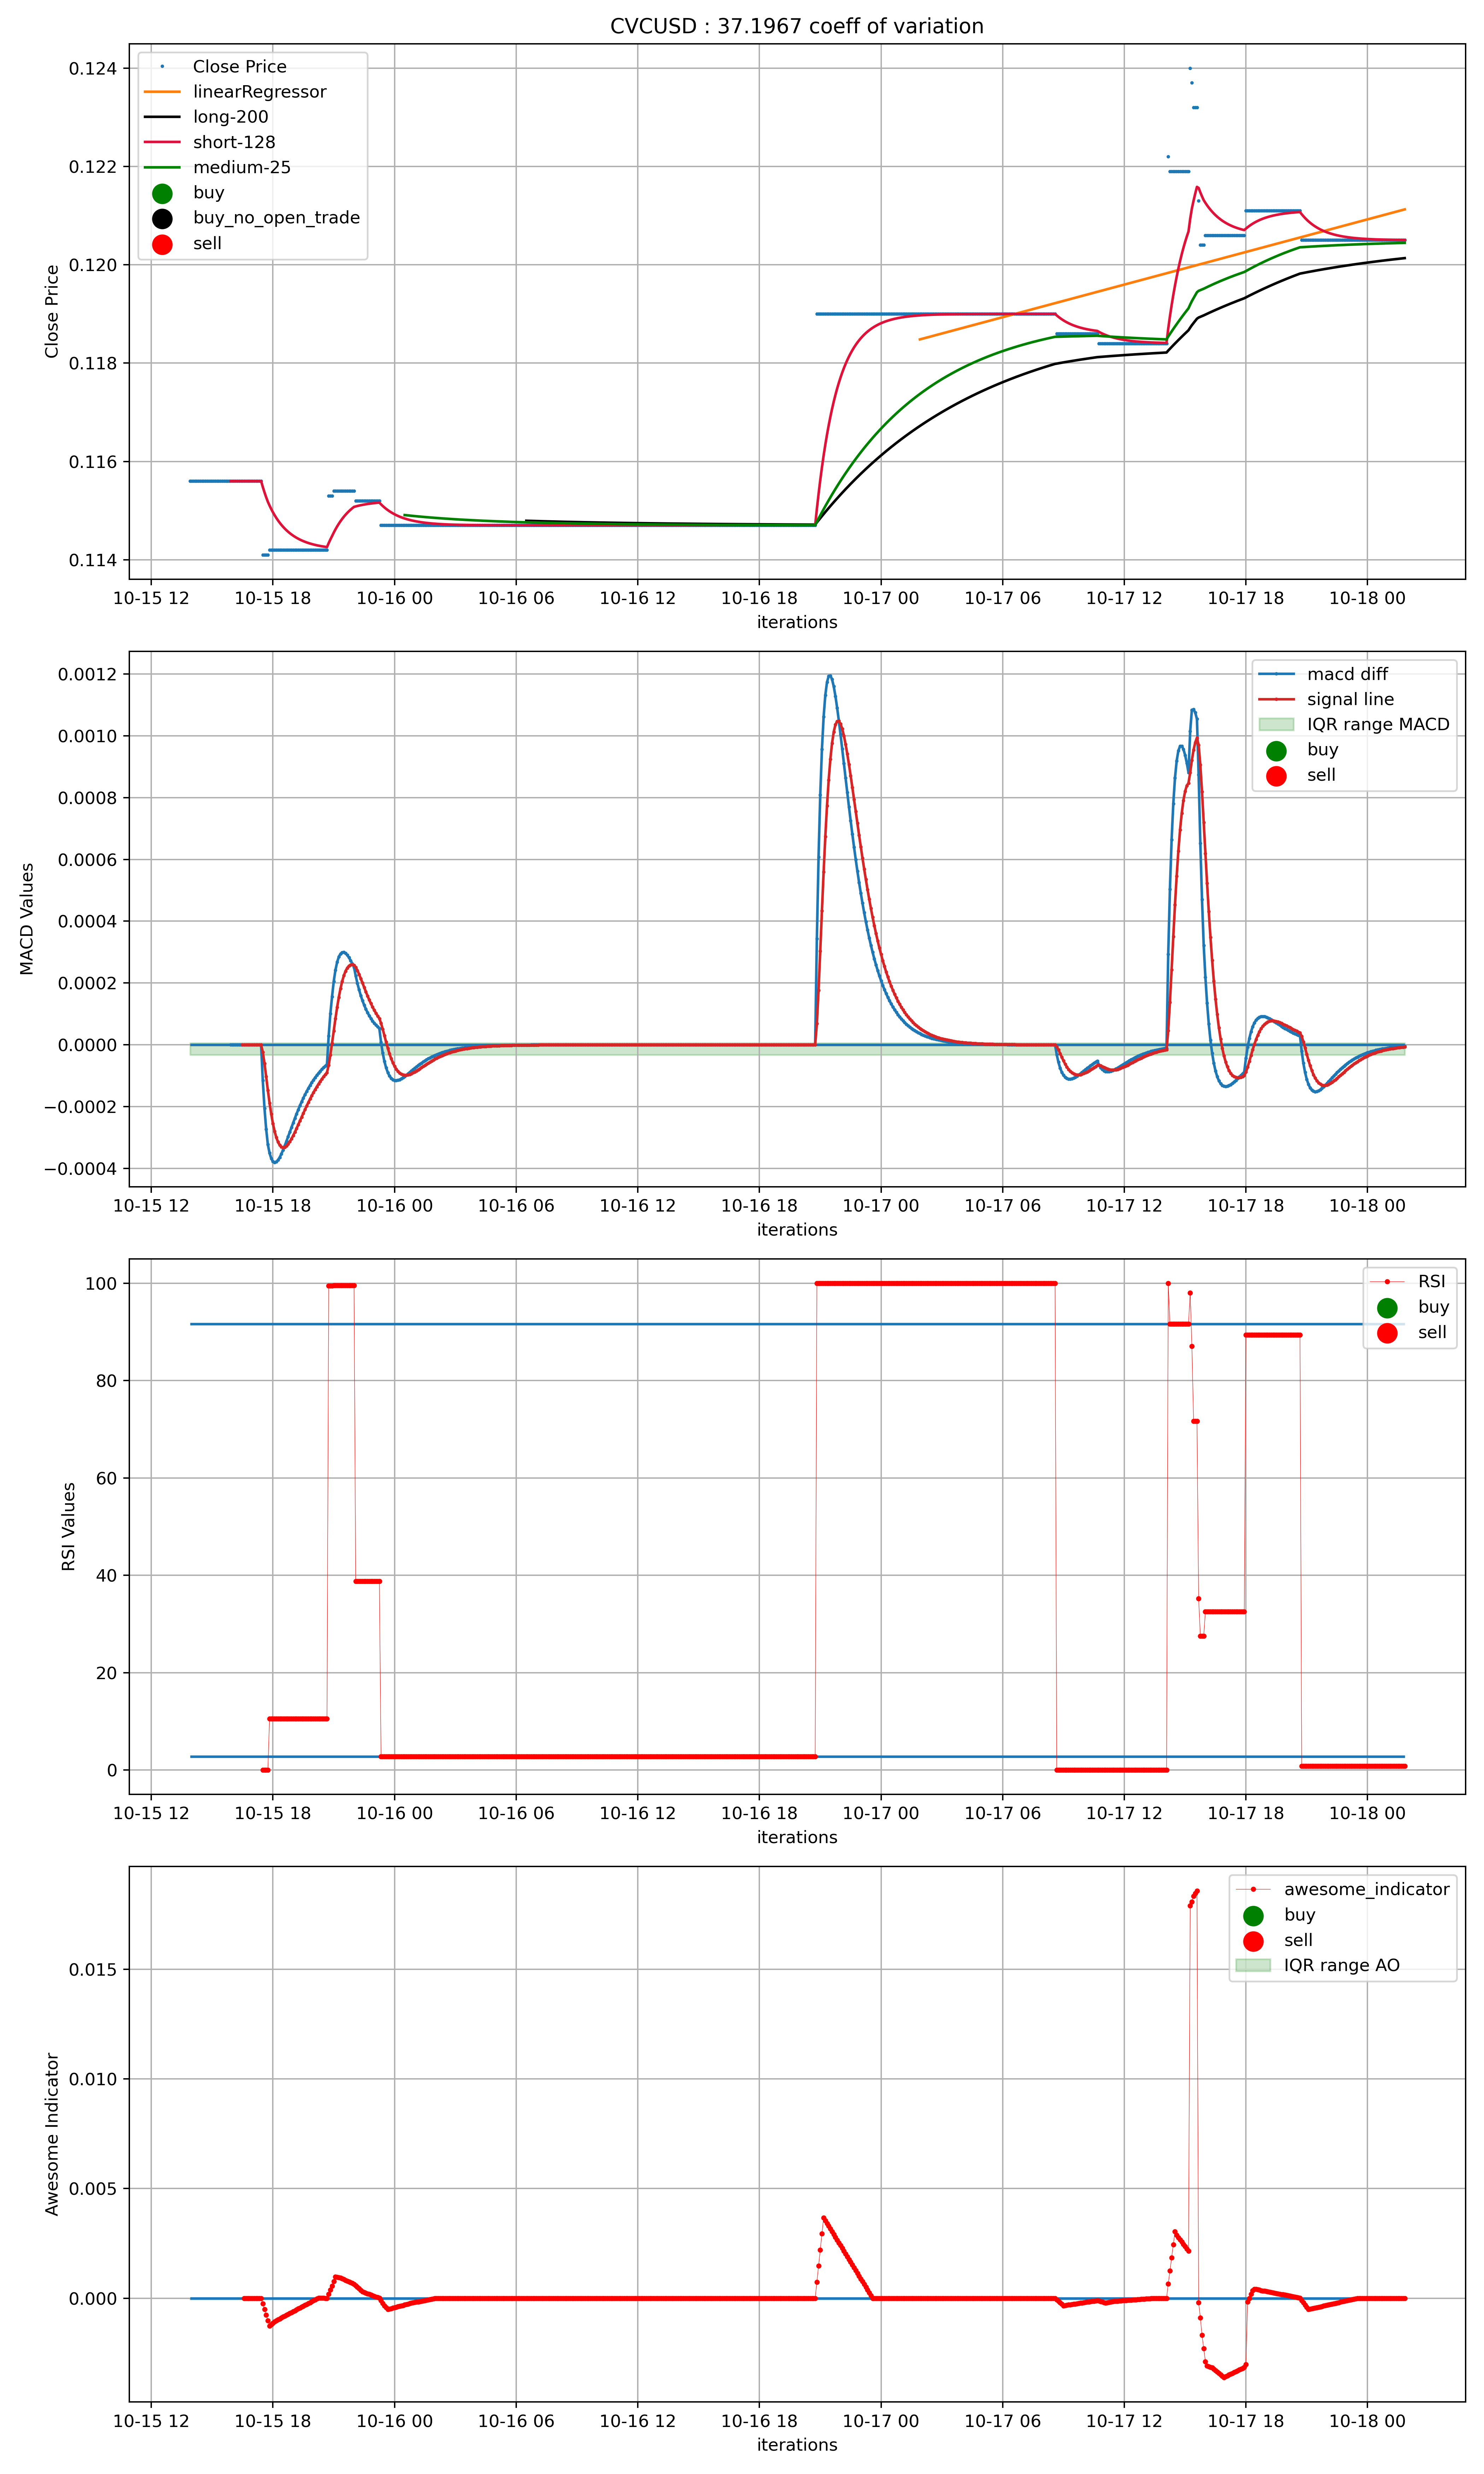 CVCUSD : 37.1967 coeff of variation
Close Price
linearRegressor
long-200
short-128
medium-25
buy
buy_no_open_trade
sell
0.124
0.122
0.120
0.118
0.116
0.114
Close Price
10-15 12 10-15 18 10-16 00 10-16 06 10-16 12 10-16 18 10-17 00 10-17 06 10-17 12 10-17 18 10-18 00
iterations
macd diff
signal line
IQR range MACD
buy
sell
0.0012
0.0010
0.0008
0.0006
0.0004
0.0002
0.0000
−0.0002
−0.0004
MACD Values
10-15 12 10-15 18 10-16 00 10-16 06 10-16 12 10-16 18 10-17 00 10-17 06 10-17 12 10-17 18 10-18 00
iterations
RSI
buy
sell
100
80
60
40
20
0
RSI Values
10-15 12 10-15 18 10-16 00 10-16 06 10-16 12 10-16 18 10-17 00 10-17 06 10-17 12 10-17 18 10-18 00
iterations
awesome_indicator
buy
sell
IQR range AO
0.015
0.010
0.005
0.000
Awesome Indicator
10-15 12 10-15 18 10-16 00 10-16 06 10-16 12 10-16 18 10-17 00 10-17 06 10-17 12 10-17 18 10-18 00
iterations